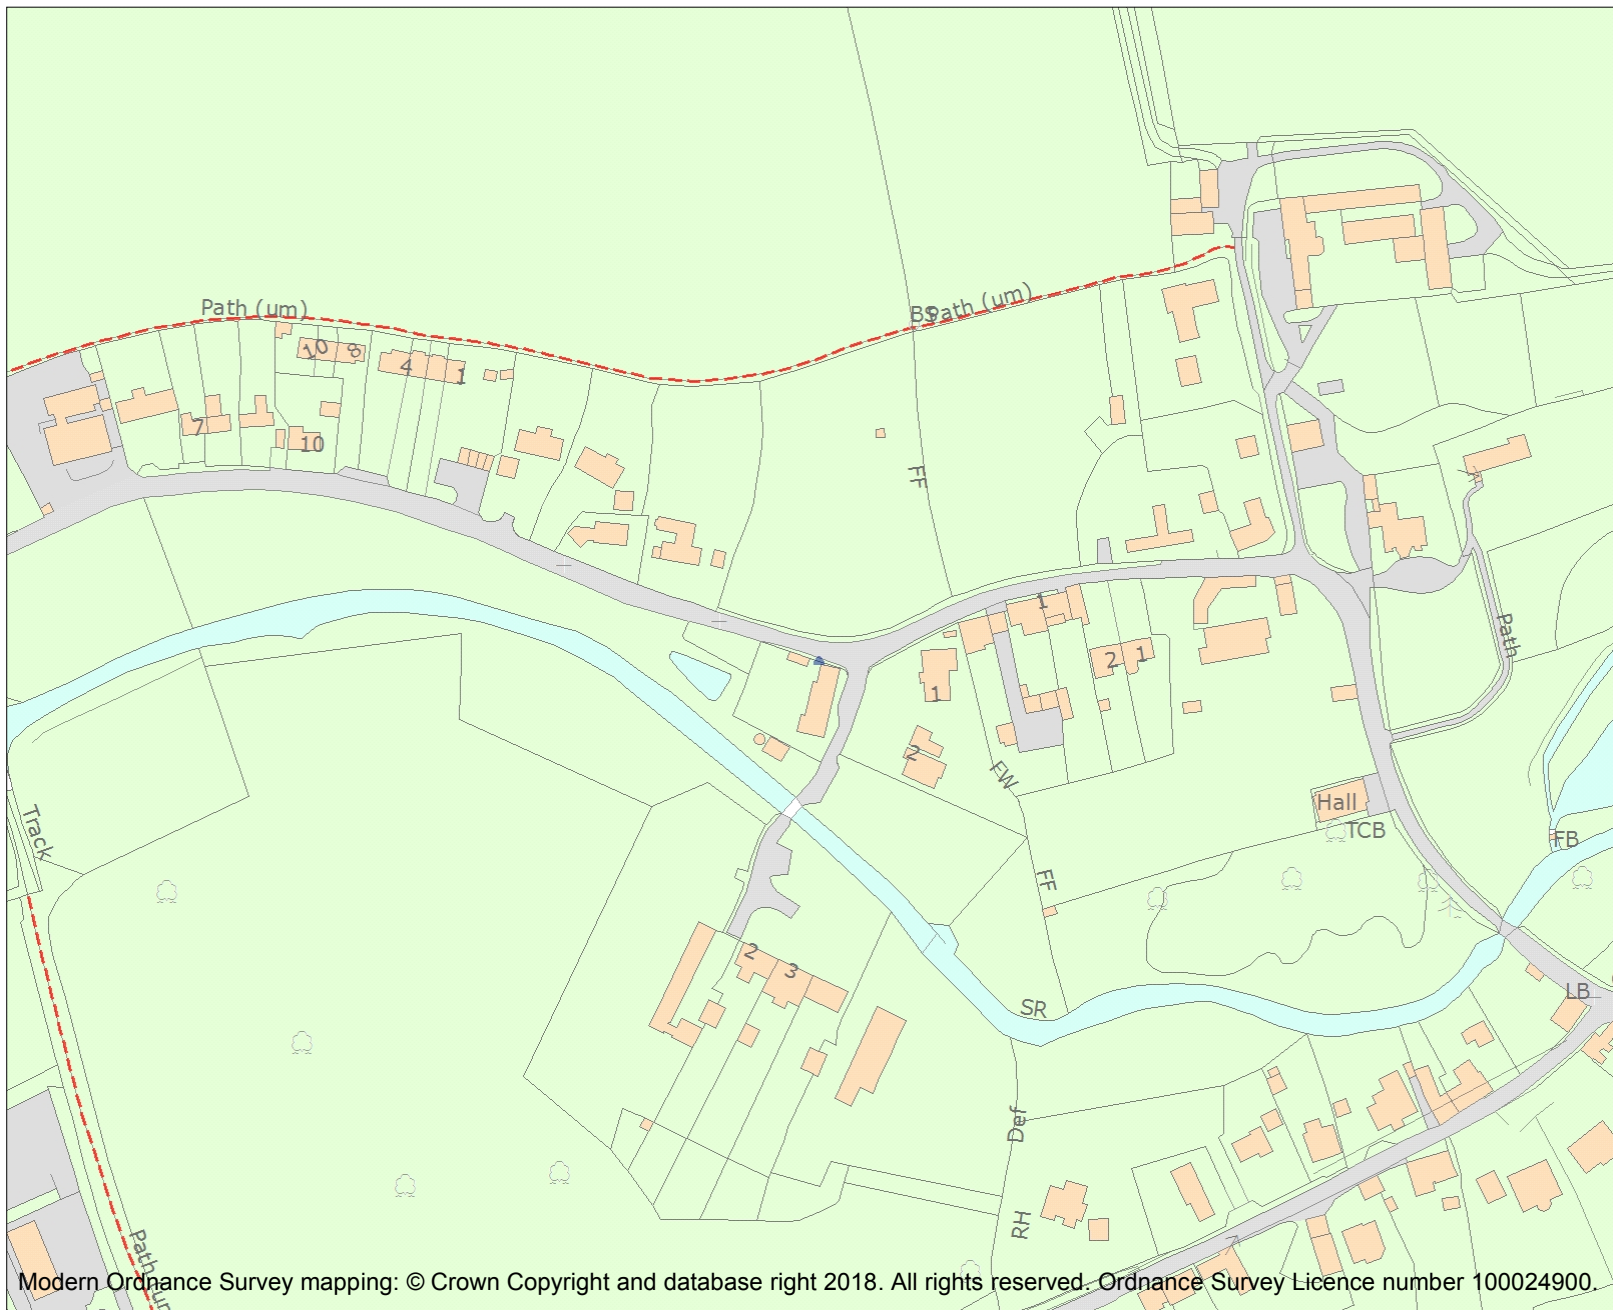 Path (um)
BS
Path (um)
10
8
4
1
7
10
FF
1
2
1
1
2
FW
Path
Hall
TCB
FB
Track
FF
2
3
SR
LB
Def
RH
Modern Ordnance Survey mapping: © Crown Copyright and database right 2018. All rights reserved. Ordnance Survey Licence number 100024900.